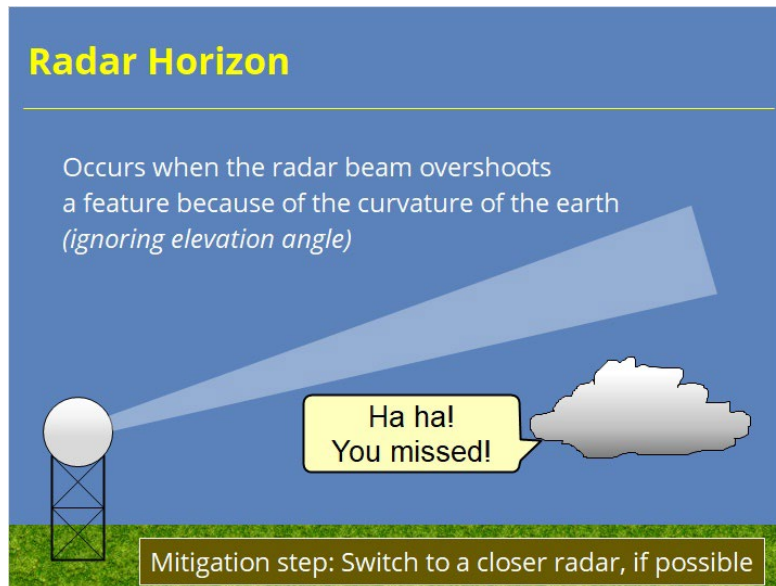 Radar Horizon
Occurs when the radar beam overshoots
a feature because of the curvature of the earth
(ignoring elevation angle)
Ha ha!
You missed!
Mitigation step: Switch to a closer radar, if possible